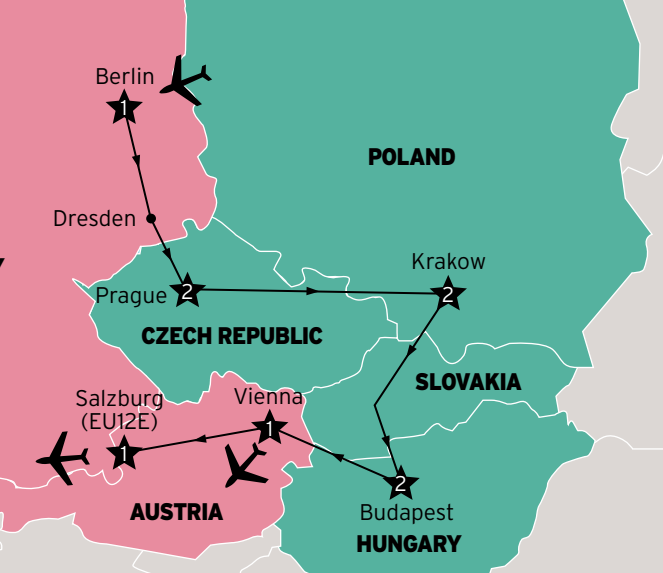 Berlin
1
POLAND
Dresden
Krakow
2
Prague
2
CZECH REPUBLIC
SLOVAKIA
Salzburg
(EU12E)
1
Vienna
1
2
Budapest
AUSTRIA
HUNGARY